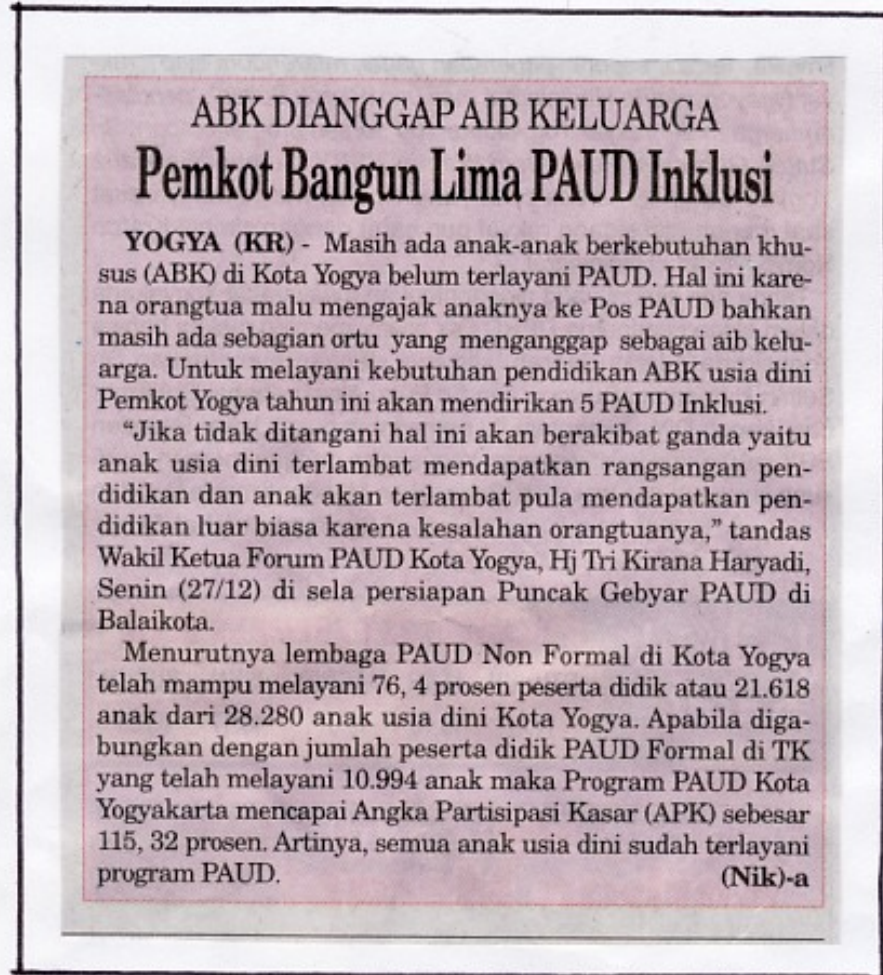 ABK DIANGGAP AIB KELUARGA
Pemkot Bangun Lima PAUD Inklusi
YOGYA (KR) - Masih ada anak-anak berkebutuhan khu-
sus (ABK) di Kota Yogya belum terlayani PAUD. Hal ini kare-
na orangtua malu mengajak anaknya ke Pos PAUD bahkan
masih ada sebagian ortu yang menganggap sebagai aib kelu-
arga. Untuk melayani kebutuhan pendidikan ABK usia dini
Pemkot Yogya tahun ini akan mendirikan 5 PAUD Inklusi.
“Jika tidak ditangani hal ini akan berakibat ganda yaitu
anak usia dini terlambat mendapatkan rangsangan pen-
didikan dan anak akan terlambat pula mendapatkan pen-
didikan luar biasa karena kesalahan orangtuanya,” tandas
Wakil Ketua Forum PAUD Kota Yogya, Hj Tri Kirana Haryadi,
Senin (27/12) di sela persiapan Puncak Gebyar PAUD di
Balaikota.
Menurutnya lembaga PAUD Non Formal di Kota Yogya
telah mampu melayani 76, 4 prosen peserta didik atau 21.618
anak dari 28.280 anak usia dini Kota Yogya. Apabila diga-
bungkan dengan jumlah peserta didik PAUD Formal di TK
yang telah melayani 10.994 anak maka Program PAUD Kota
Yogyakarta mencapai Angka Partisipasi Kasar (APK) sebesar
115, 32 prosen. Artinya, semua anak usia dini sudah terlayani
program PAUD. (Nik)-a